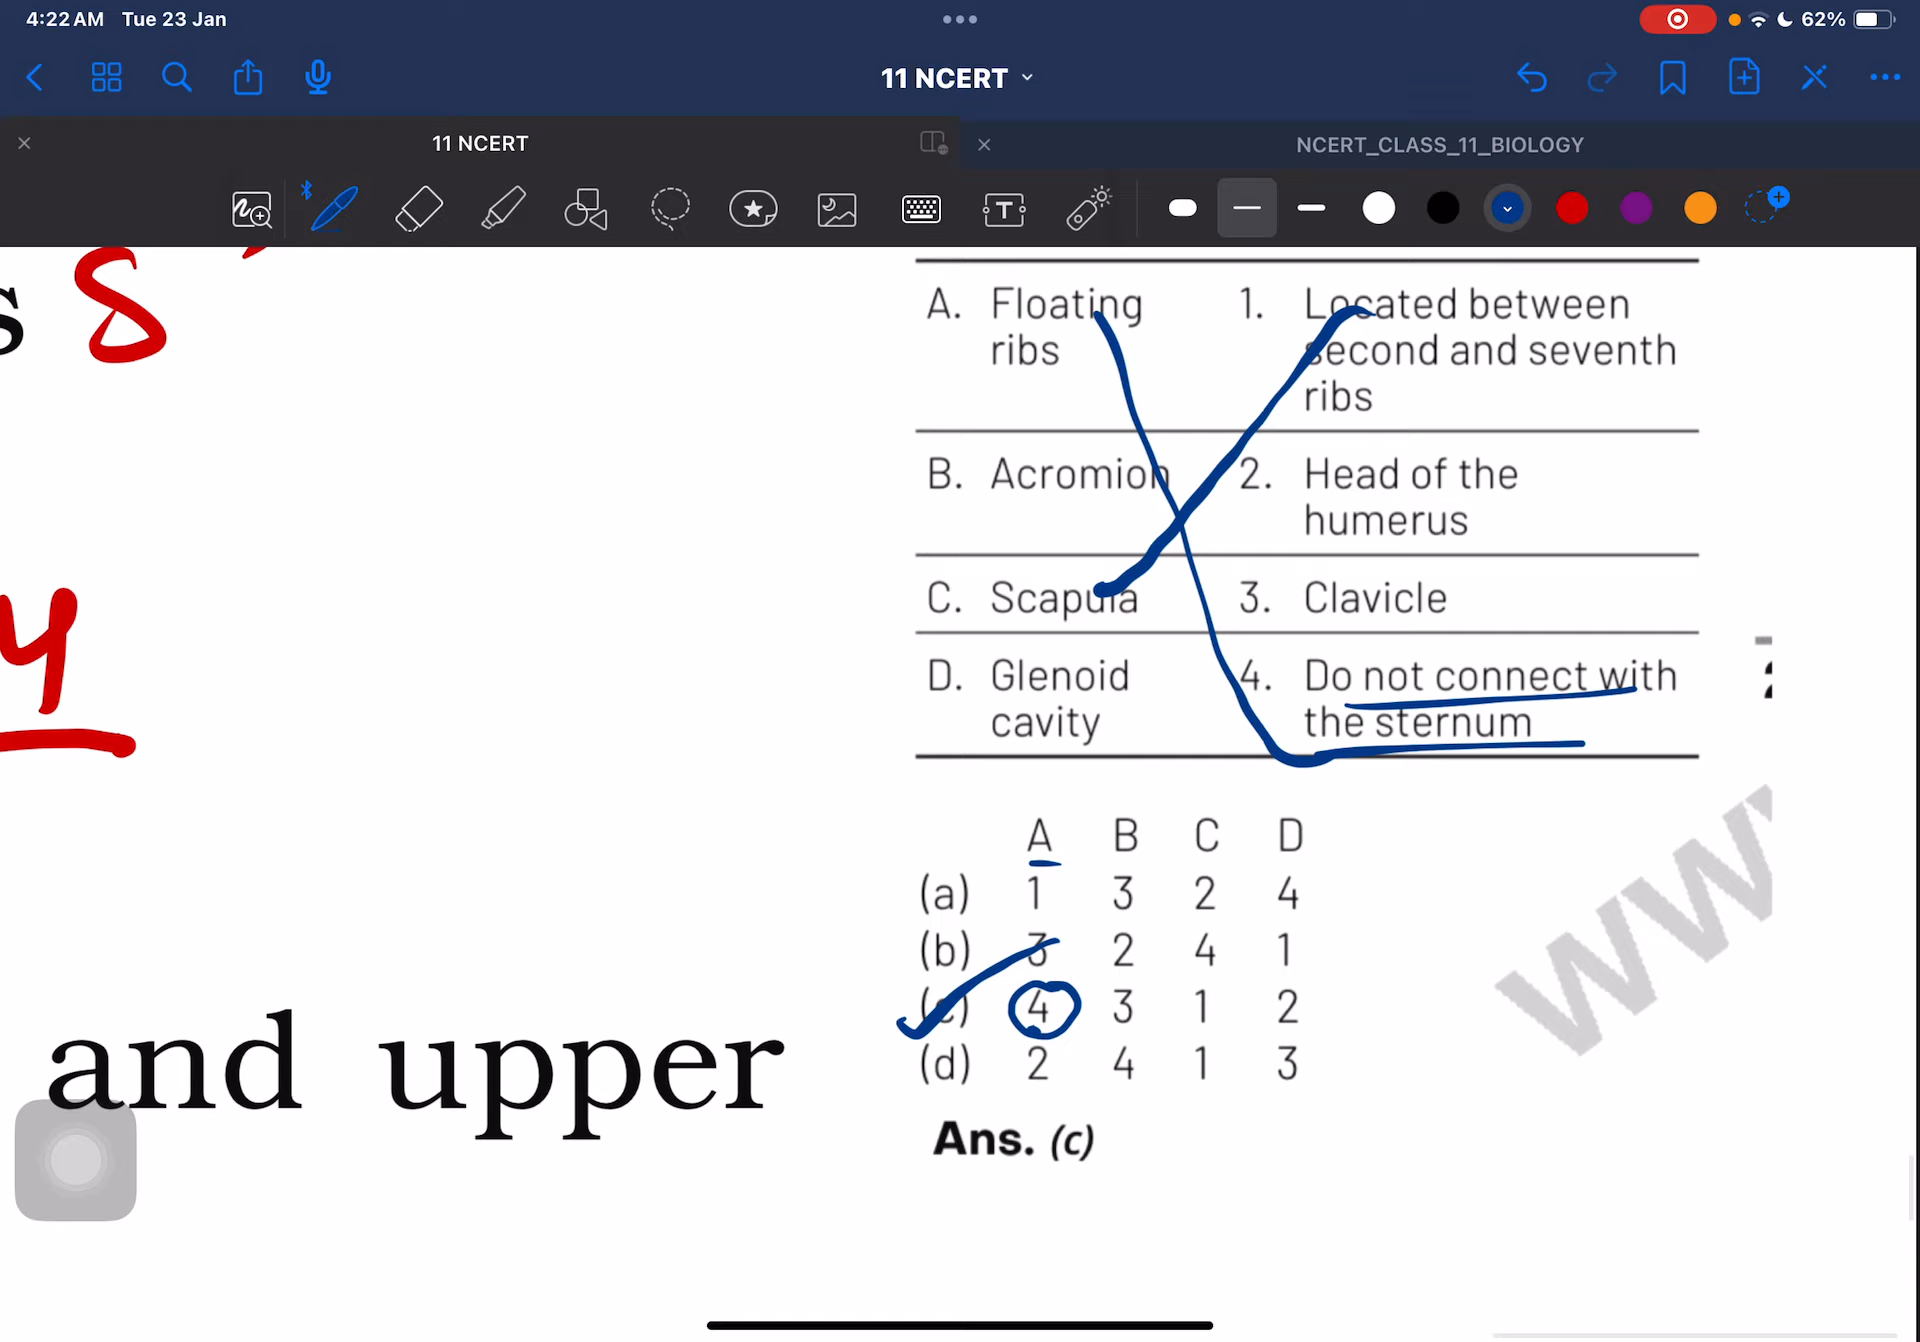 4:22 AM Tue 23 Jan
62%
11 NCERT
11 NCERT
NCERT_CLASS_11_BIOLOGY
T
s 8
y
and upper
A. Floating ribs 1. Located between second and seventh ribs
B. Acromion 2. Head of the humerus
C. Scapula 3. Clavicle
D. Glenoid cavity 4. Do not connect with the sternum
A B C D
(a) 1 3 2 4
(b) 3 2 4 1
(c) 4 3 1 2
(d) 2 4 1 3
Ans. (c)
ww